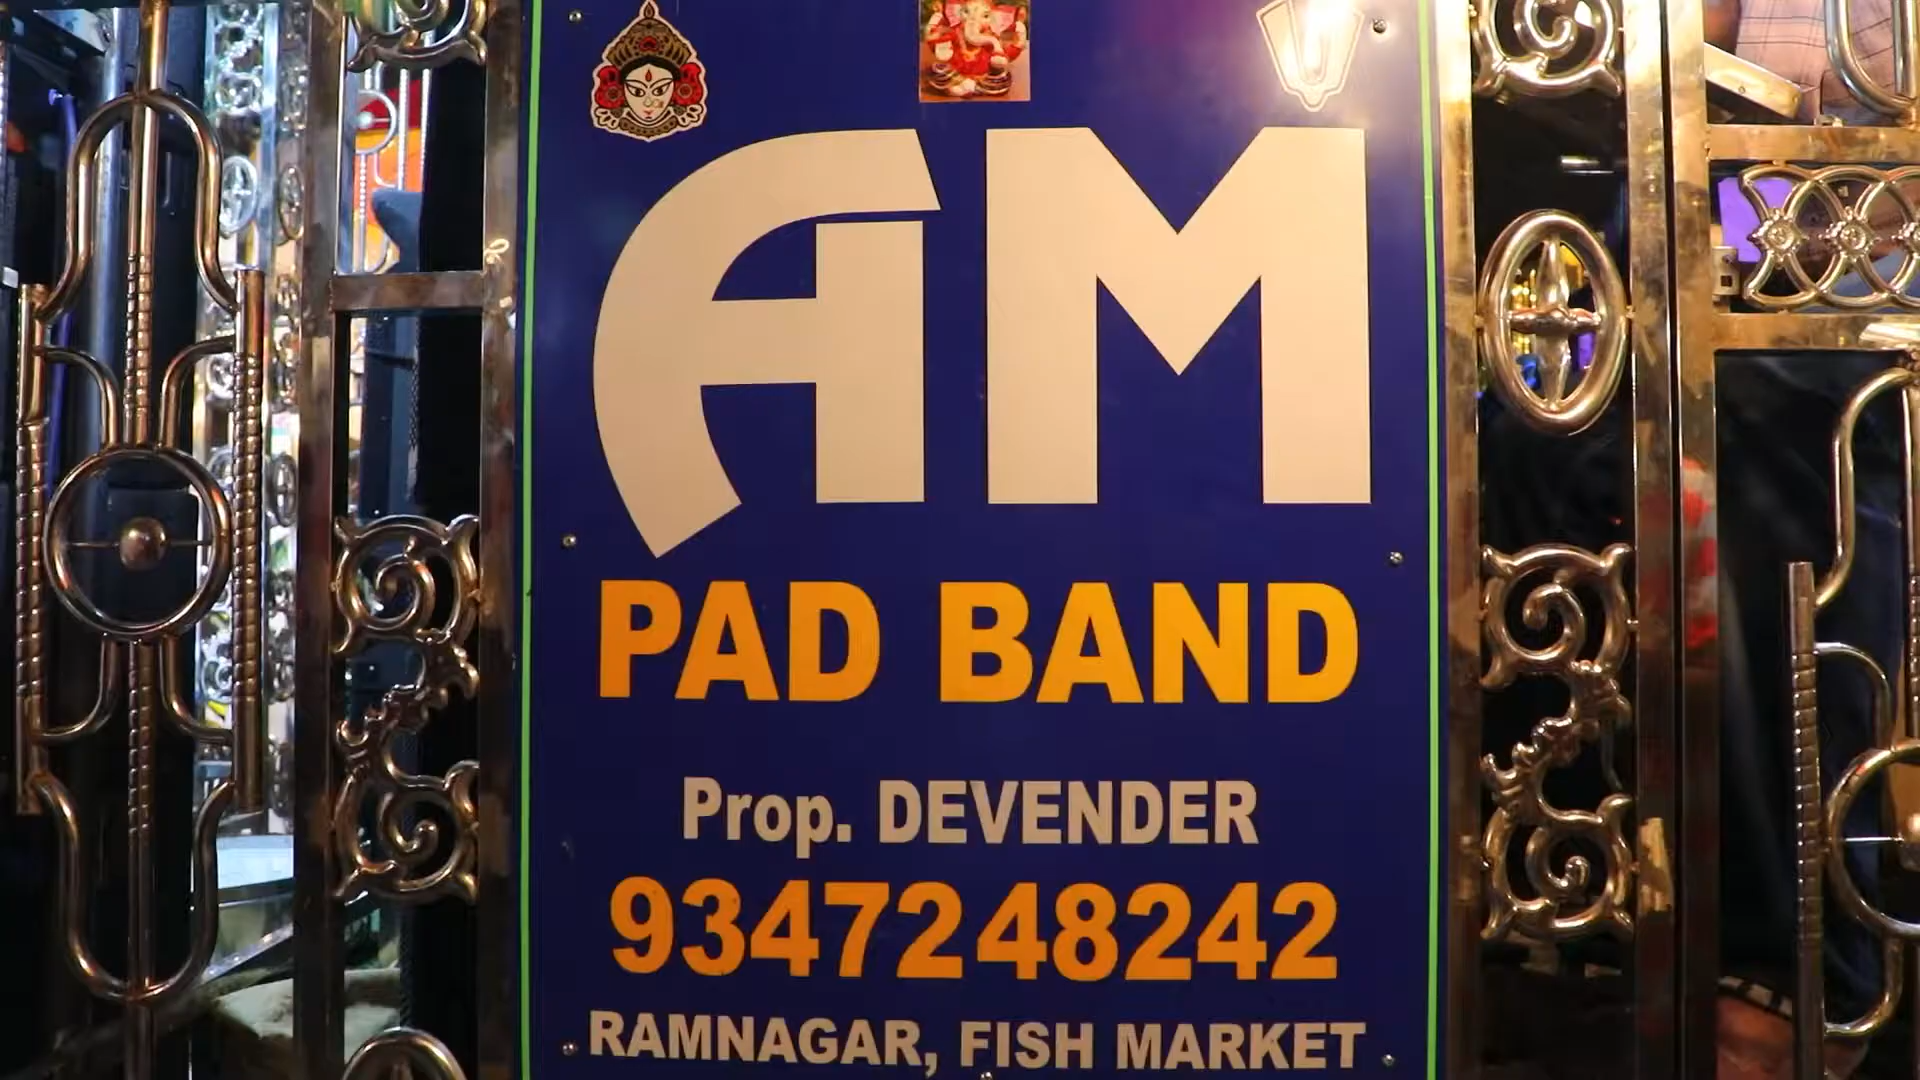 AM
PAD BAND
Prop. DEVENDER
9347248242
RAMNAGAR, FISH MARKET